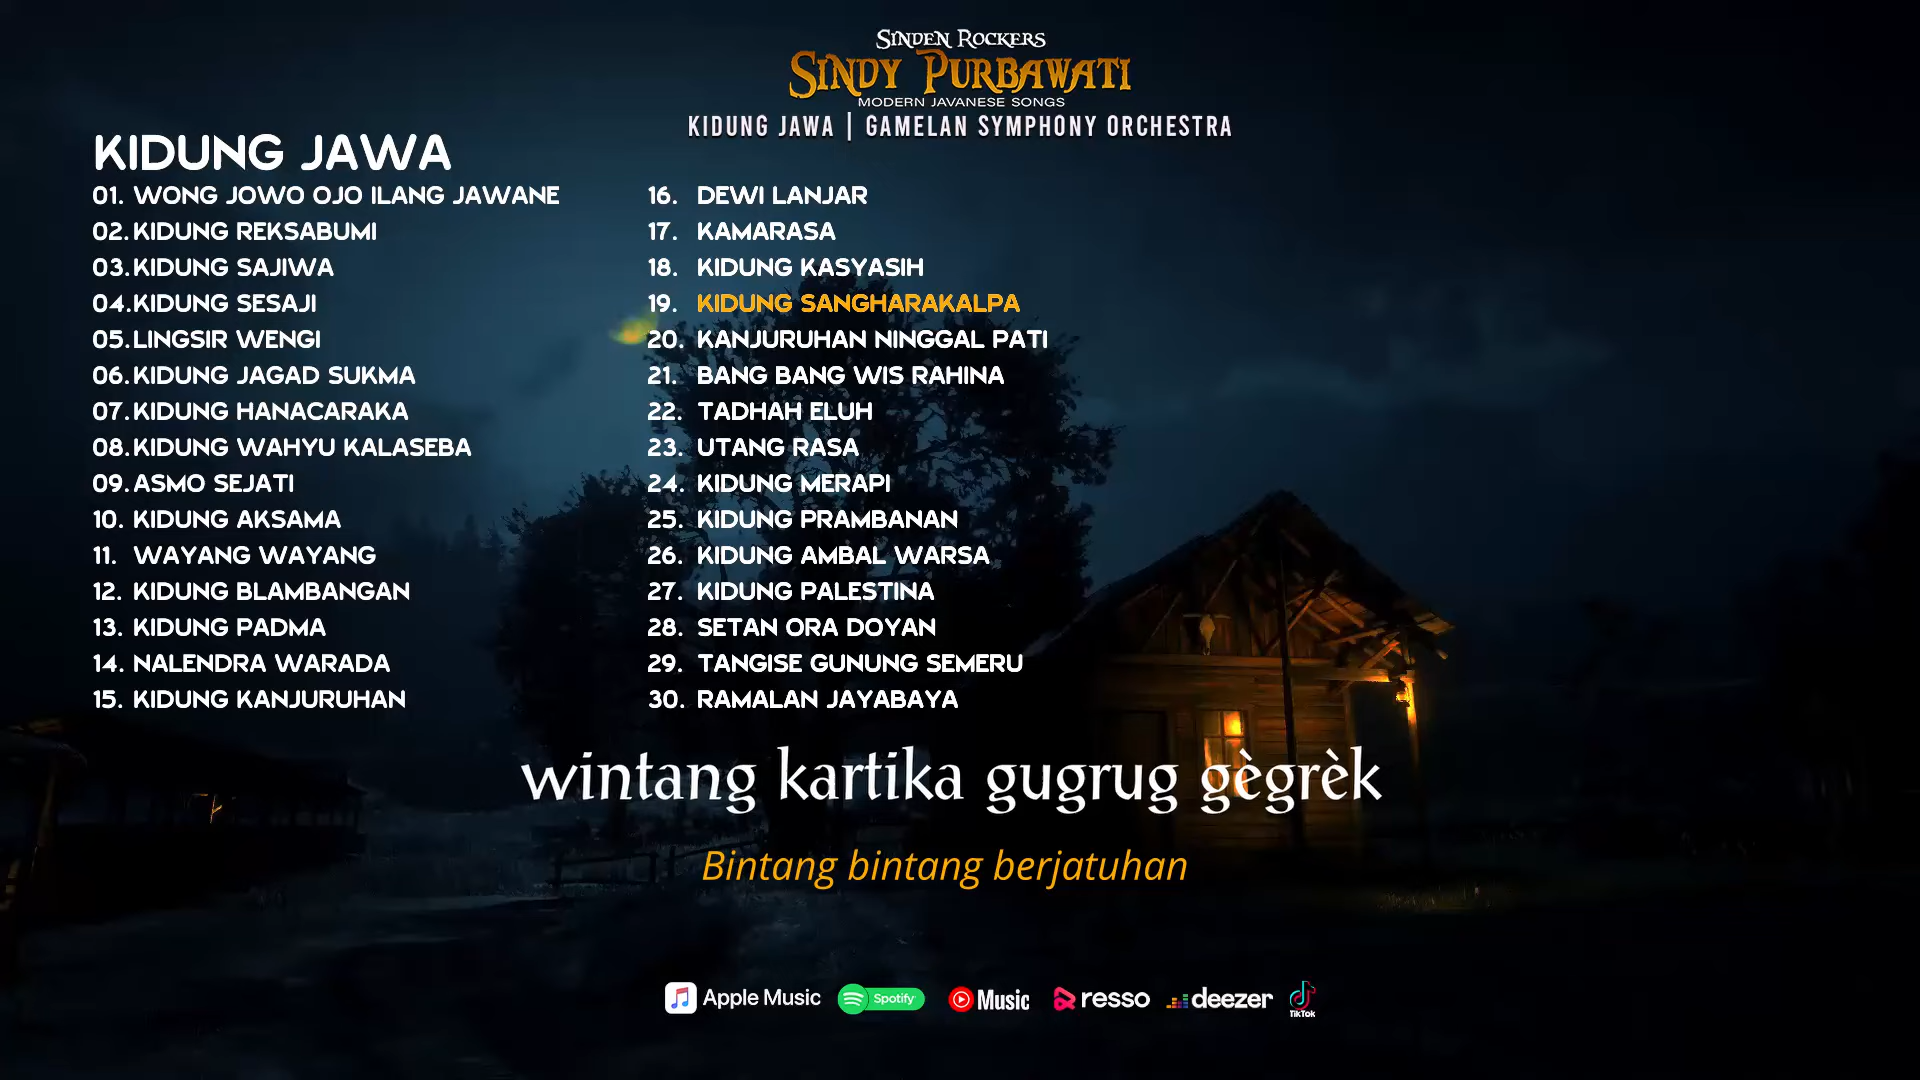 SINDEN ROCKERS
SINDY PURBAWATI
MODERN JAVANESE SONGS
KIDUNG JAWA | GAMELAN SYMPHONY ORCHESTRA
KIDUNG JAWA
01. WONG JOWO OJO ILANG JAWANE
02. KIDUNG REKSABUMI
03. KIDUNG SAJIWA
04. KIDUNG SESAJI
05. LINGSIR WENGI
06. KIDUNG JAGAD SUKMA
07. KIDUNG HANACARAKA
08. KIDUNG WAHYU KALASEBA
09. ASMO SEJATI
10. KIDUNG AKSAMA
11. WAYANG WAYANG
12. KIDUNG BLAMBANGAN
13. KIDUNG PADMA
14. NALENDRA WARADA
15. KIDUNG KANJURUHAN
16. DEWI LANJAR
17. KAMARASA
18. KIDUNG KASYASIH
19. KIDUNG SANGHARAKALPA
20. KANJURUHAN NINGGAL PATI
21. BANG BANG WIS RAHINA
22. TADHAH ELUH
23. UTANG RASA
24. KIDUNG MERAPI
25. KIDUNG PRAMBANAN
26. KIDUNG AMBAL WARSA
27. KIDUNG PALESTINA
28. SETAN ORA DOYAN
29. TANGISE GUNUNG SEMERU
30. RAMALAN JAYABAYA
wintang kartika gugrug gègrèk
Bintang bintang berjatuhan
Apple Music Spotify Music resso deezer TikTok